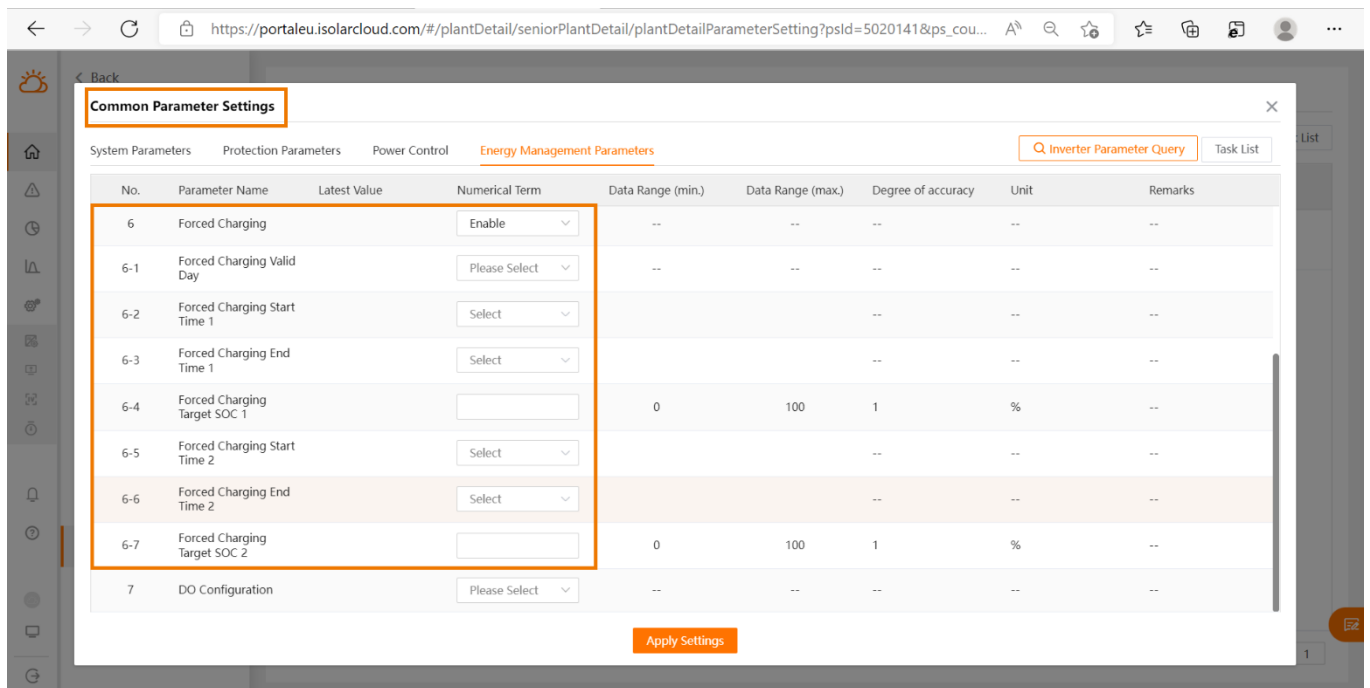 https://portaleu.isolarcloud.com/#/plantDetail/seniorPlantDetail/plantDetailParameterSetting?psId=5020141&ps_cou...
Back
Common Parameter Settings
List
System Parameters Protection Parameters Power Control Energy Management Parameters Inverter Parameter Query Task List
No. Parameter Name Latest Value Numerical Term Data Range (min.) Data Range (max.) Degree of accuracy Unit Remarks
6 Forced Charging Enable -- -- -- -- --
6-1 Forced Charging Valid Day Please Select -- -- -- -- --
6-2 Forced Charging Start Time 1 Select -- -- --
6-3 Forced Charging End Time 1 Select -- -- --
6-4 Forced Charging Target SOC 1 0 100 1 % --
6-5 Forced Charging Start Time 2 Select -- -- --
6-6 Forced Charging End Time 2 Select -- -- --
6-7 Forced Charging Target SOC 2 0 100 1 % --
7 DO Configuration Please Select -- -- -- -- --
Apply Settings
1